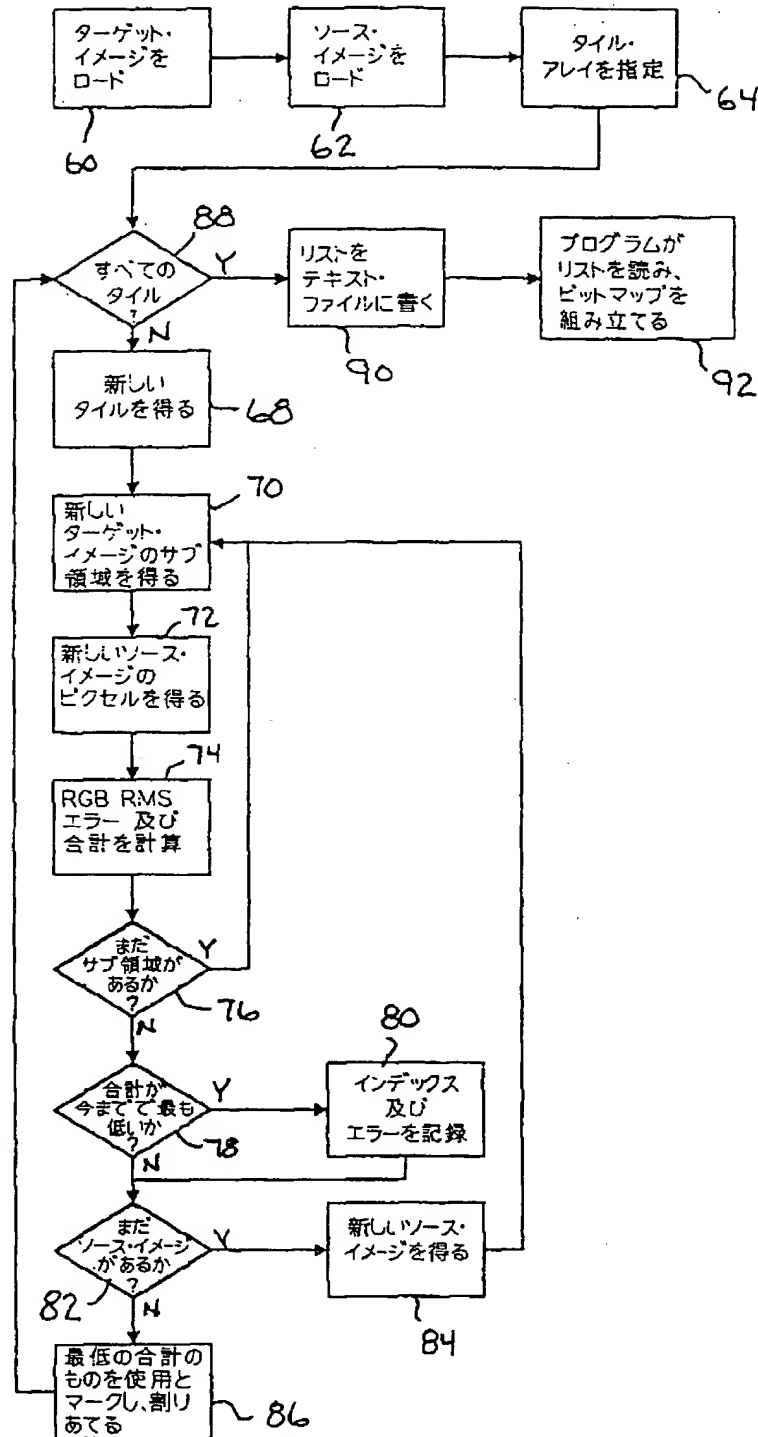 ターゲット・
イメージを
ロード
60
ソース・
イメージを
ロード
62
タイル・
アレイを指定
64
88
すべての
タイル
?
Y
N
リストを
テキスト・
ファイルに書く
90
プログラムが
リストを読み、
ビットマップを
組み立てる
92
新しい
タイルを得る
68
70
新しい
ターゲット・
イメージのサブ
領域を得る
72
新しいソース・
イメージの
ピクセルを得る
74
RGB RMS
エラー 及び
合計を計算
まだ
サブ領域が
あるか
?
Y
76
N
合計が
今までで最も
低いか
?
Y
78
N
80
インデックス
及び
エラーを記録
まだ
ソース・イメージ
があるか
?
Y
82
N
新しいソース・
イメージを得る
84
最低の合計の
ものを使用と
マークし、割り
あてる
86